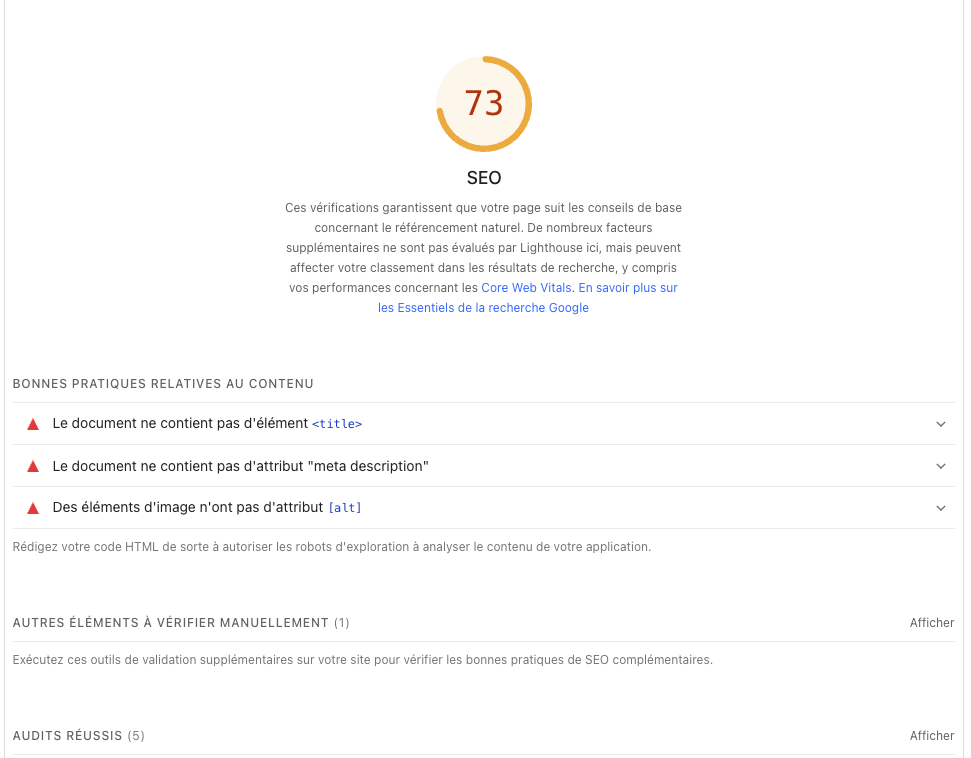 73
SEO
Ces vérifications garantissent que votre page suit les conseils de base
concernant le référencement naturel. De nombreux facteurs
supplémentaires ne sont pas évalués par Lighthouse ici, mais peuvent
affecter votre classement dans les résultats de recherche, y compris
vos performances concernant les Core Web Vitals. En savoir plus sur
les Essentiels de la recherche Google
BONNES PRATIQUES RELATIVES AU CONTENU
Le document ne contient pas d'élément <title>
Le document ne contient pas d'attribut "meta description"
Des éléments d'image n'ont pas d'attribut [alt]
Rédigez votre code HTML de sorte à autoriser les robots d'exploration à analyser le contenu de votre application.
AUTRES ÉLÉMENTS À VÉRIFIER MANUELLEMENT (1) Afficher
Exécutez ces outils de validation supplémentaires sur votre site pour vérifier les bonnes pratiques de SEO complémentaires.
AUDITS RÉUSSIS (5) Afficher